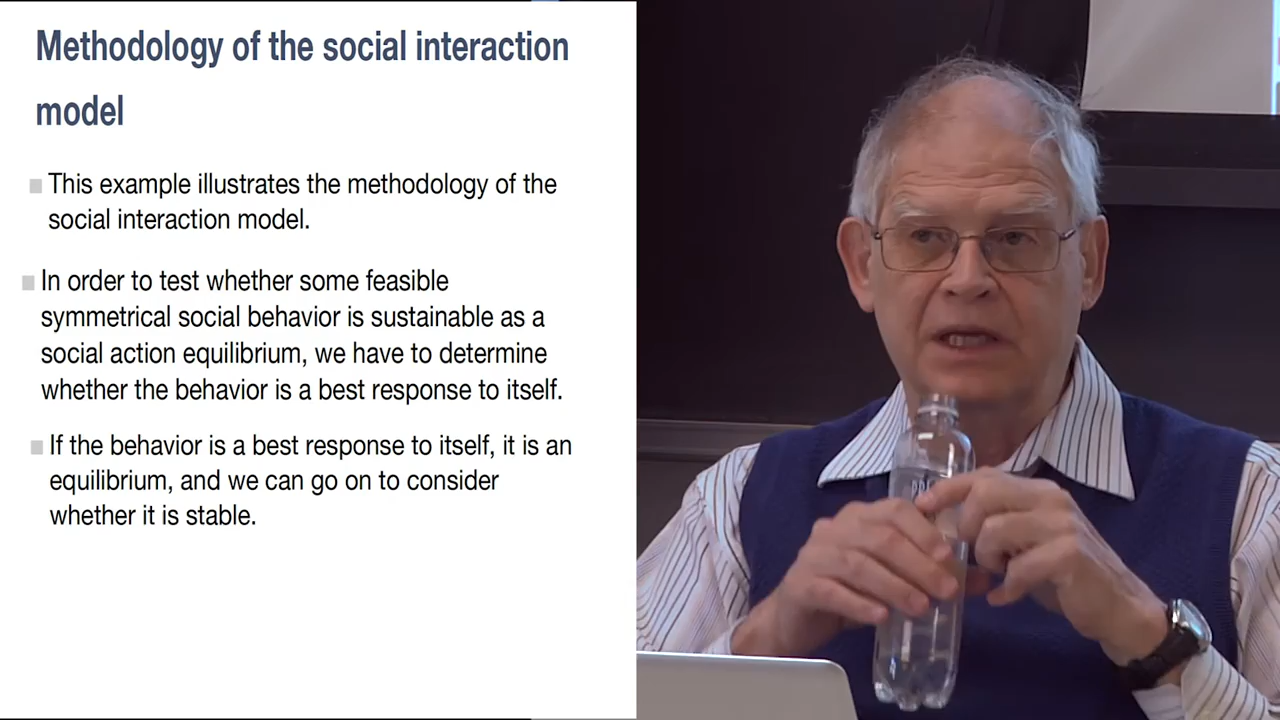 Methodology of the social interaction
model
This example illustrates the methodology of the
social interaction model.
In order to test whether some feasible
symmetrical social behavior is sustainable as a
social action equilibrium, we have to determine
whether the behavior is a best response to itself.
If the behavior is a best response to itself, it is an
equilibrium, and we can go on to consider
whether it is stable.